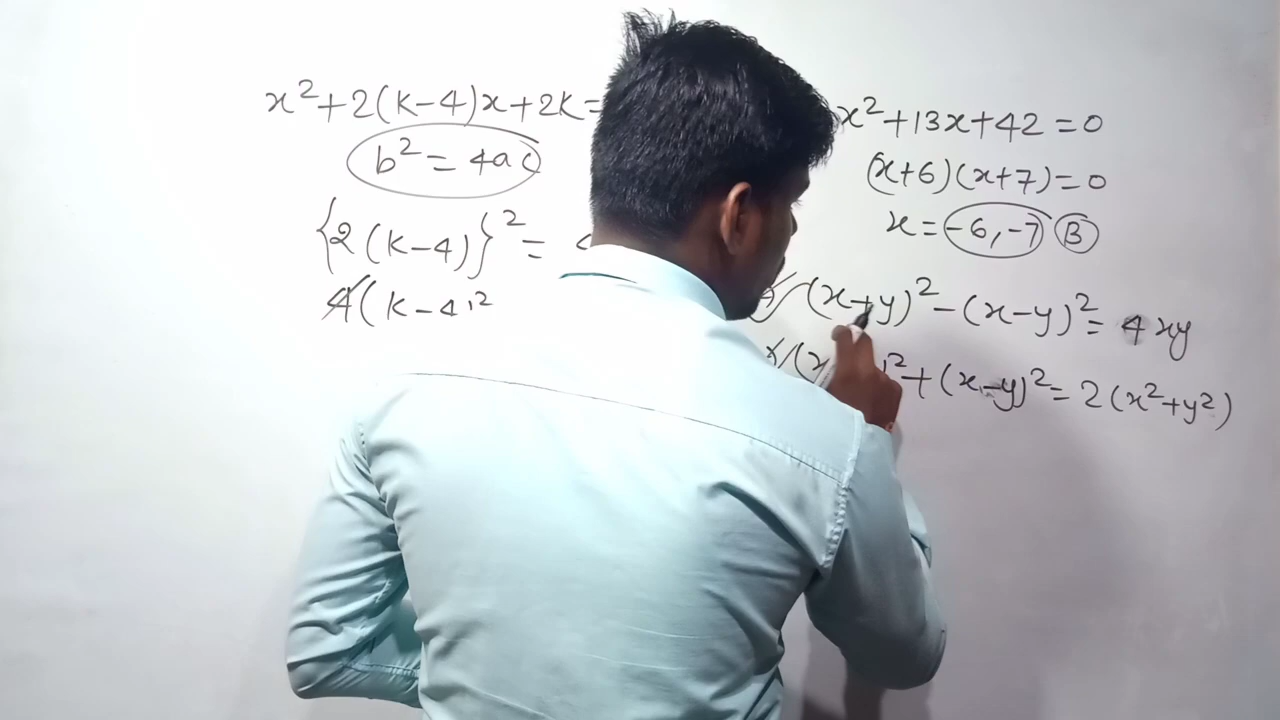 x²+2(k-4)x+2k=
b² = 4ac
{2(k-4)}² =
4(k-4)²
x²+13x+42=0
(x+6)(x+7)=0
x = -6,-7 B
(x+y)²-(x-y)²= 4xy
(x ²+(x-y)²= 2(x²+y²)